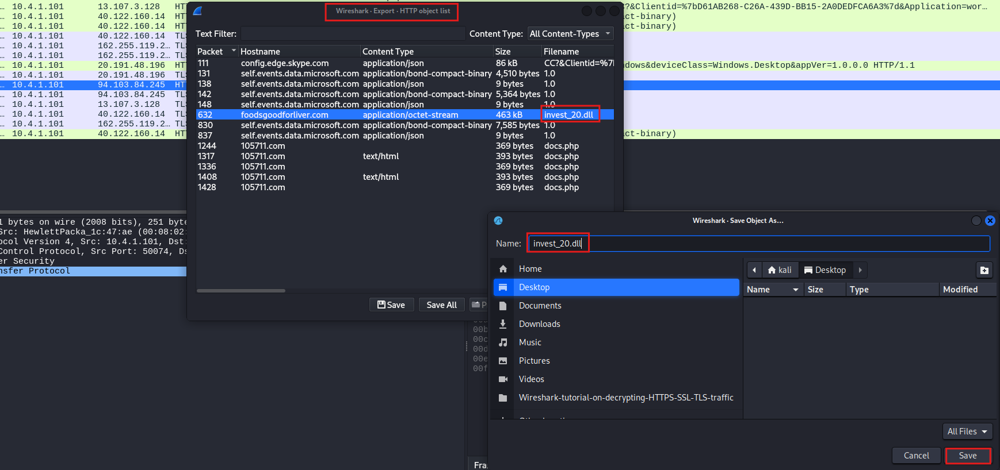 … 10.4.1.101 13.107.3.128 HT
… 10.4.1.101 40.122.160.14 HT
… 10.4.1.101 40.122.160.14 HT
… 10.4.1.101 40.122.160.14 TL
… 10.4.1.101 162.255.119.2… TL
… 10.4.1.101 162.255.119.2… TL
… 10.4.1.101 20.191.48.196 HT
… 10.4.1.101 20.191.48.196 TL
… 10.4.1.101 94.103.84.245 HT
… 10.4.1.101 94.103.84.245 TL
… 10.4.1.101 13.107.3.128 TL
… 10.4.1.101 40.122.160.14 TL
… 10.4.1.101 162.255.119.2… TL
… 10.4.1.101 40.122.160.14 HT
?&Clientid=%7bD61AB268-C26A-439D-BB15-2A0DEDFCA6A3%7d&Application=wor…
ct-binary)
ct-binary)
dows&deviceClass=Windows.Desktop&appVer=1.0.0.0 HTTP/1.1
ct-binary)
Wireshark · Export · HTTP object list
Text Filter: Content Type: All Content-Types
Packet Hostname Content Type Size Filename
111 config.edge.skype.com application/json 86 kB CC?&Clientid=%7
131 self.events.data.microsoft.com application/bond-compact-binary 4,510 bytes 1.0
138 self.events.data.microsoft.com application/json 9 bytes 1.0
142 self.events.data.microsoft.com application/bond-compact-binary 5,364 bytes 1.0
148 self.events.data.microsoft.com application/json 9 bytes 1.0
632 foodsgoodforliver.com application/octet-stream 463 kB invest_20.dll
830 self.events.data.microsoft.com application/bond-compact-binary 7,585 bytes 1.0
837 self.events.data.microsoft.com application/json 9 bytes 1.0
1244 105711.com 369 bytes docs.php
1317 105711.com text/html 393 bytes docs.php
1336 105711.com 369 bytes docs.php
1408 105711.com text/html 393 bytes docs.php
1428 105711.com 369 bytes docs.php
Save Save All P
1 bytes on wire (2008 bits), 251 byte
Src: HewlettPacka_1c:47:ae (00:08:02:
ocol Version 4, Src: 10.4.1.101, Dst:
Control Protocol, Src Port: 50074, Ds
er Security
nsfer Protocol
00b
00c
00d
00e
00f
Fra
Wireshark · Save Object As...
Name: invest_20.dll
Home
Desktop
Documents
Downloads
Music
Pictures
Videos
Wireshark-tutorial-on-decrypting-HTTPS-SSL-TLS-traffic
kali Desktop
Name Size Type Modified
All Files
Cancel Save